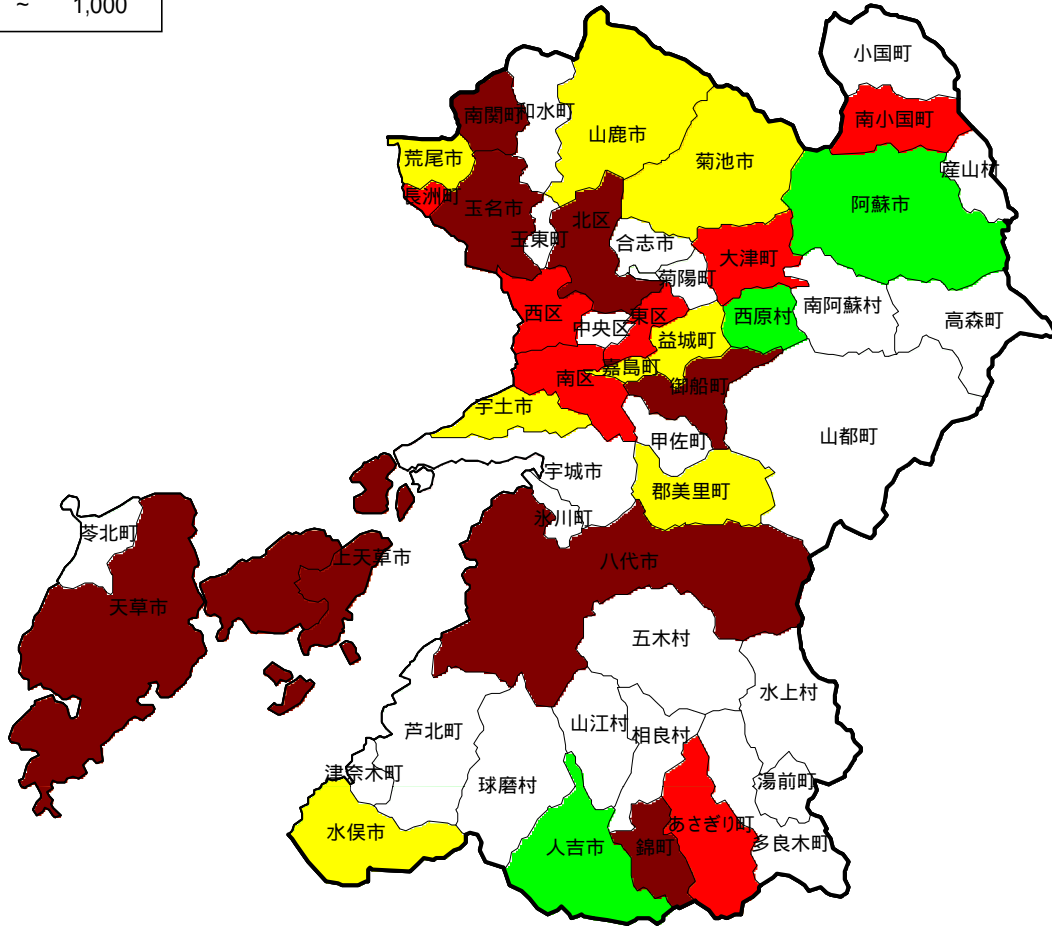 ~ 1,000
小国町
南小国町
産山村
阿蘇市
和水町
南関町
山鹿市
菊池市
荒尾市
長洲町
玉名市
玉東町
北区
合志市
菊陽町
大津町
西区
中央区
東区
西原村
南阿蘇村
高森町
益城町
嘉島町
南区
御船町
宇土市
甲佐町
山都町
宇城市
郡美里町
氷川町
八代市
苓北町
上天草市
天草市
五木村
水上村
芦北町
山江村
相良村
津奈木町
球磨村
湯前町
水俣市
人吉市
錦町
あさぎり町
多良木町